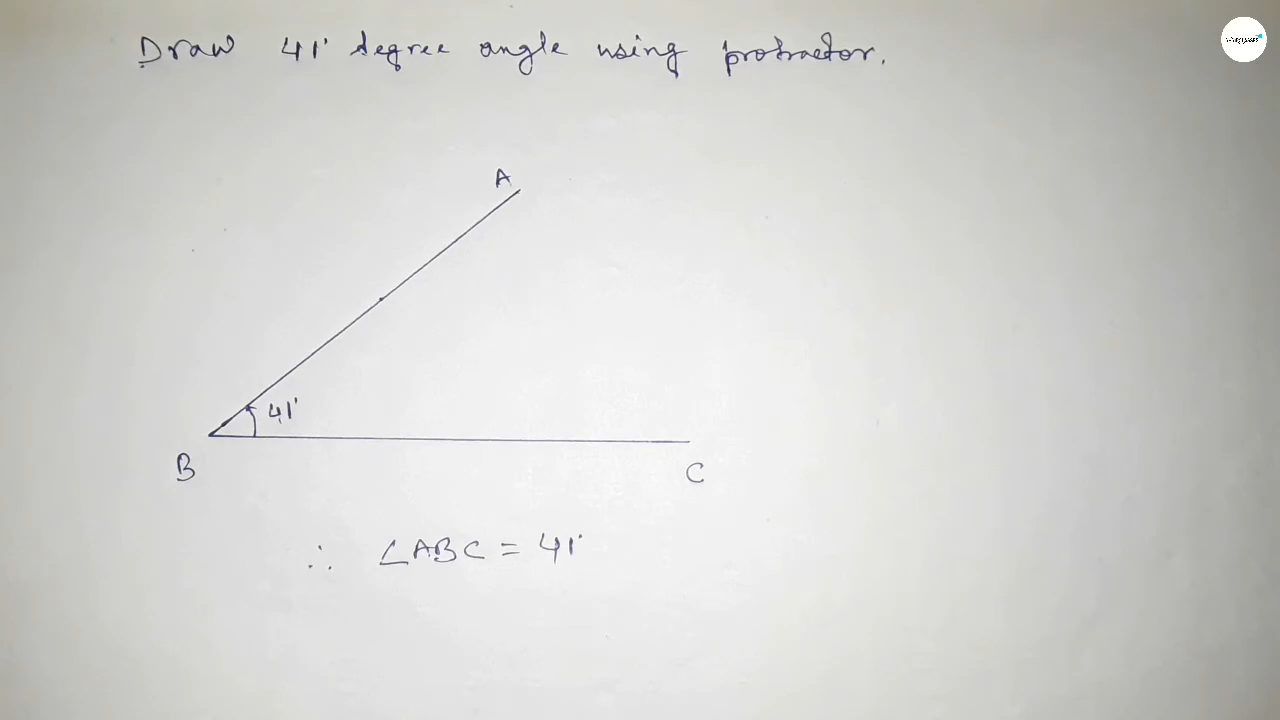 Draw 41° degree angle using protractor.
A
41°
B
C
∴ ∠ABC = 41°